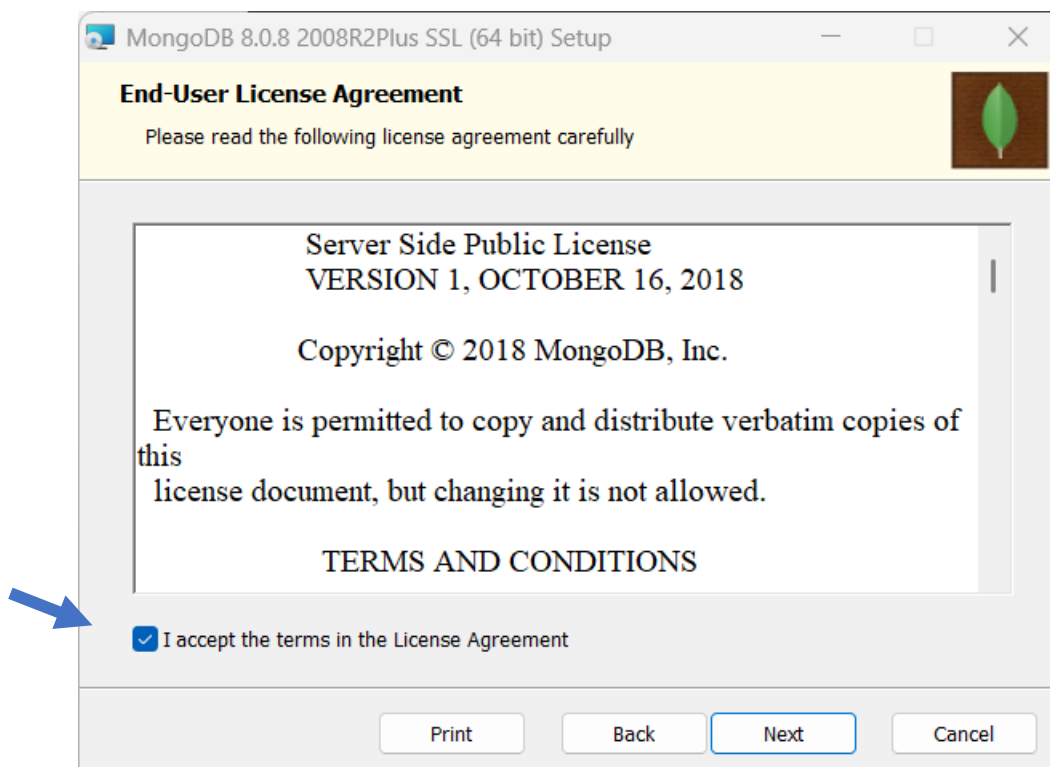 MongoDB 8.0.8 2008R2Plus SSL (64 bit) Setup
End-User License Agreement
Please read the following license agreement carefully
Server Side Public License
VERSION 1, OCTOBER 16, 2018
Copyright © 2018 MongoDB, Inc.
Everyone is permitted to copy and distribute verbatim copies of
this
license document, but changing it is not allowed.
TERMS AND CONDITIONS
I accept the terms in the License Agreement
Print Back Next Cancel